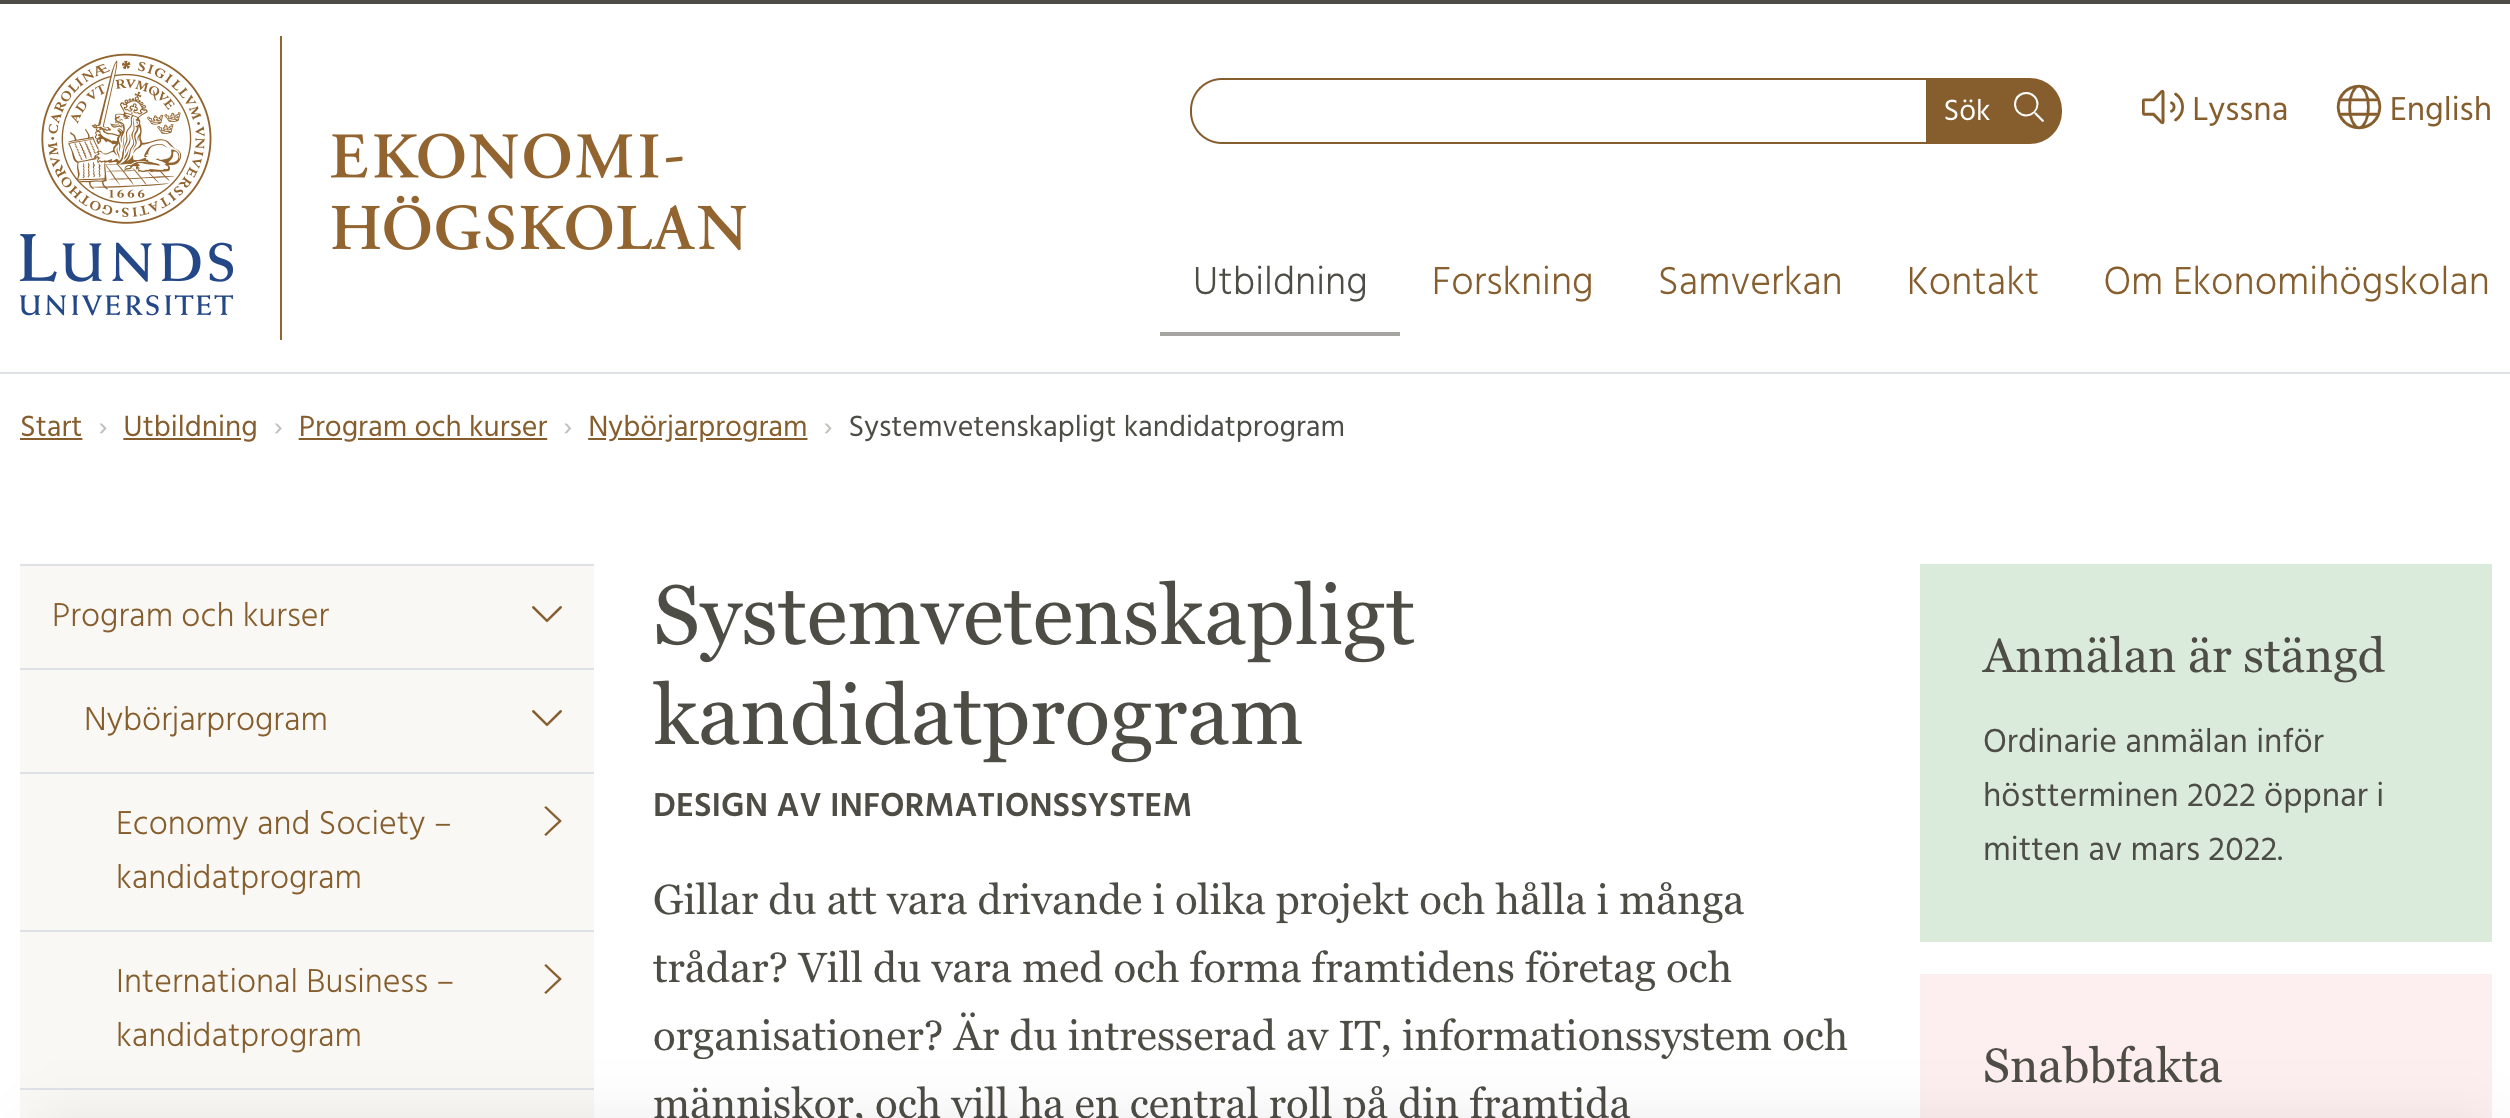 SIGILLVM·VNIVERSITATIS·GOTHORVM·CAROLINÆ
AD VTRVMQVE
1666
LUNDS
UNIVERSITET
EKONOMI-
HÖGSKOLAN
Sök
Lyssna
English
Utbildning
Forskning
Samverkan
Kontakt
Om Ekonomihögskolan
Start › Utbildning › Program och kurser › Nybörjarprogram › Systemvetenskapligt kandidatprogram
Program och kurser
Nybörjarprogram
Economy and Society –
kandidatprogram
International Business –
kandidatprogram
Systemvetenskapligt
kandidatprogram
DESIGN AV INFORMATIONSSYSTEM
Gillar du att vara drivande i olika projekt och hålla i många
trådar? Vill du vara med och forma framtidens företag och
organisationer? Är du intresserad av IT, informationssystem och
människor, och vill ha en central roll på din framtida
Anmälan är stängd
Ordinarie anmälan inför
höstterminen 2022 öppnar i
mitten av mars 2022.
Snabbfakta